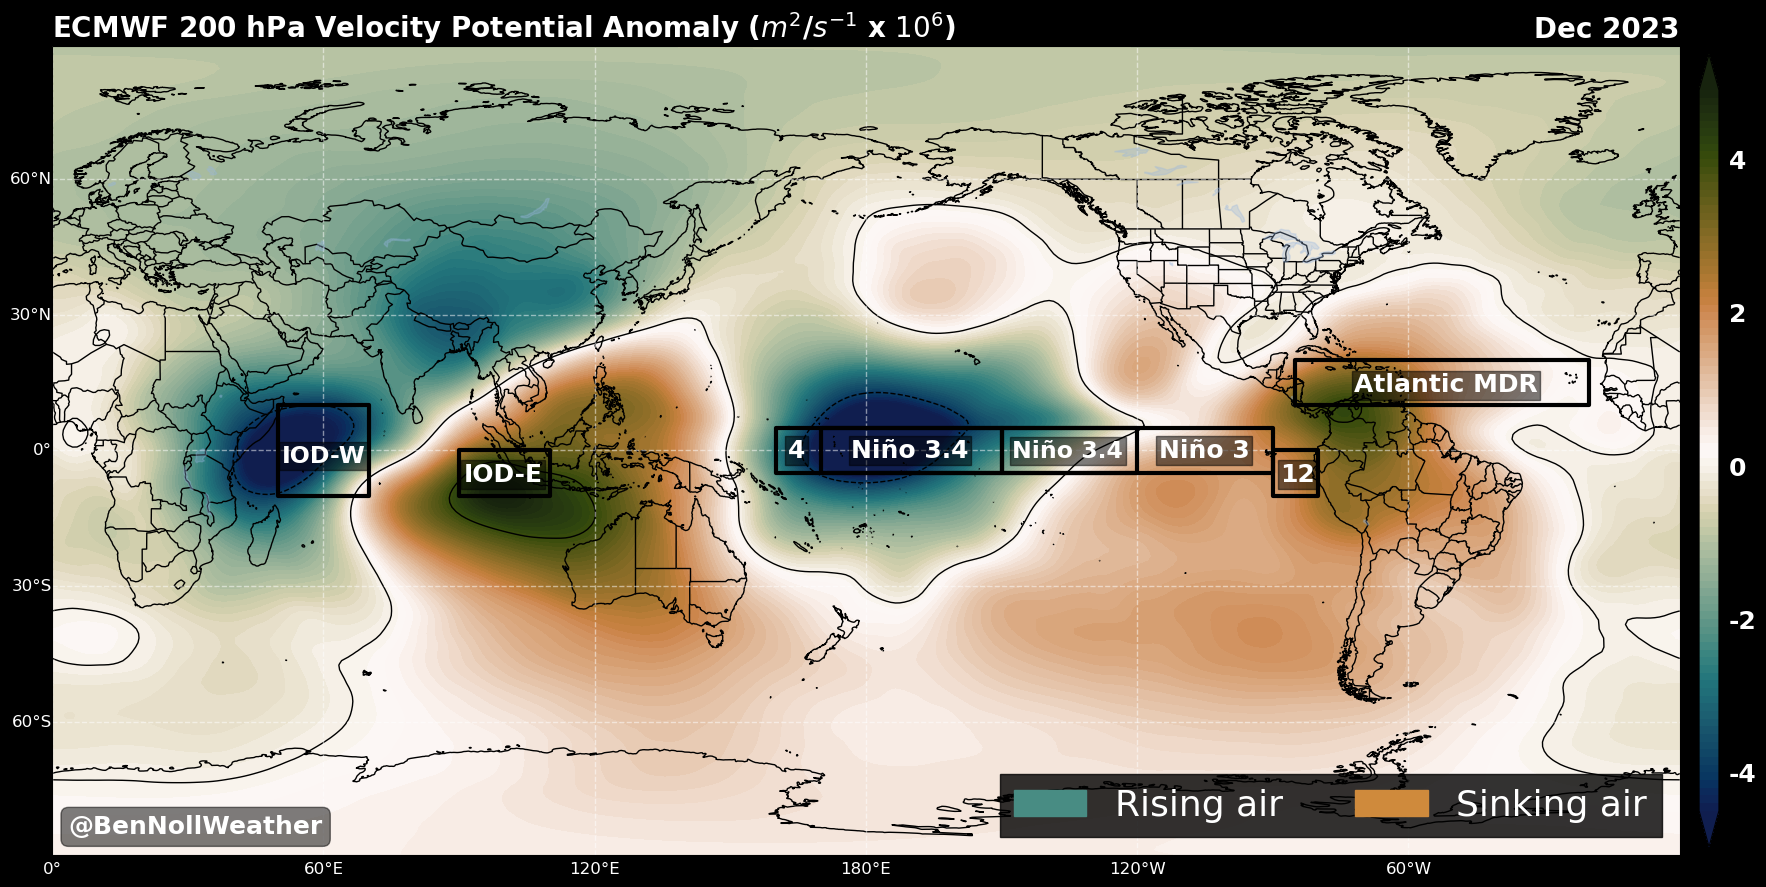 ECMWF 200 hPa Velocity Potential Anomaly (m²/s⁻¹ x 10⁶)
Dec 2023
60°N
30°N
0°
30°S
60°S
0°
60°E
120°E
180°E
120°W
60°W
4
2
0
-2
-4
IOD-W
IOD-E
4
Niño 3.4
Niño 3.4
Niño 3
12
Atlantic MDR
Rising air
Sinking air
@BenNollWeather